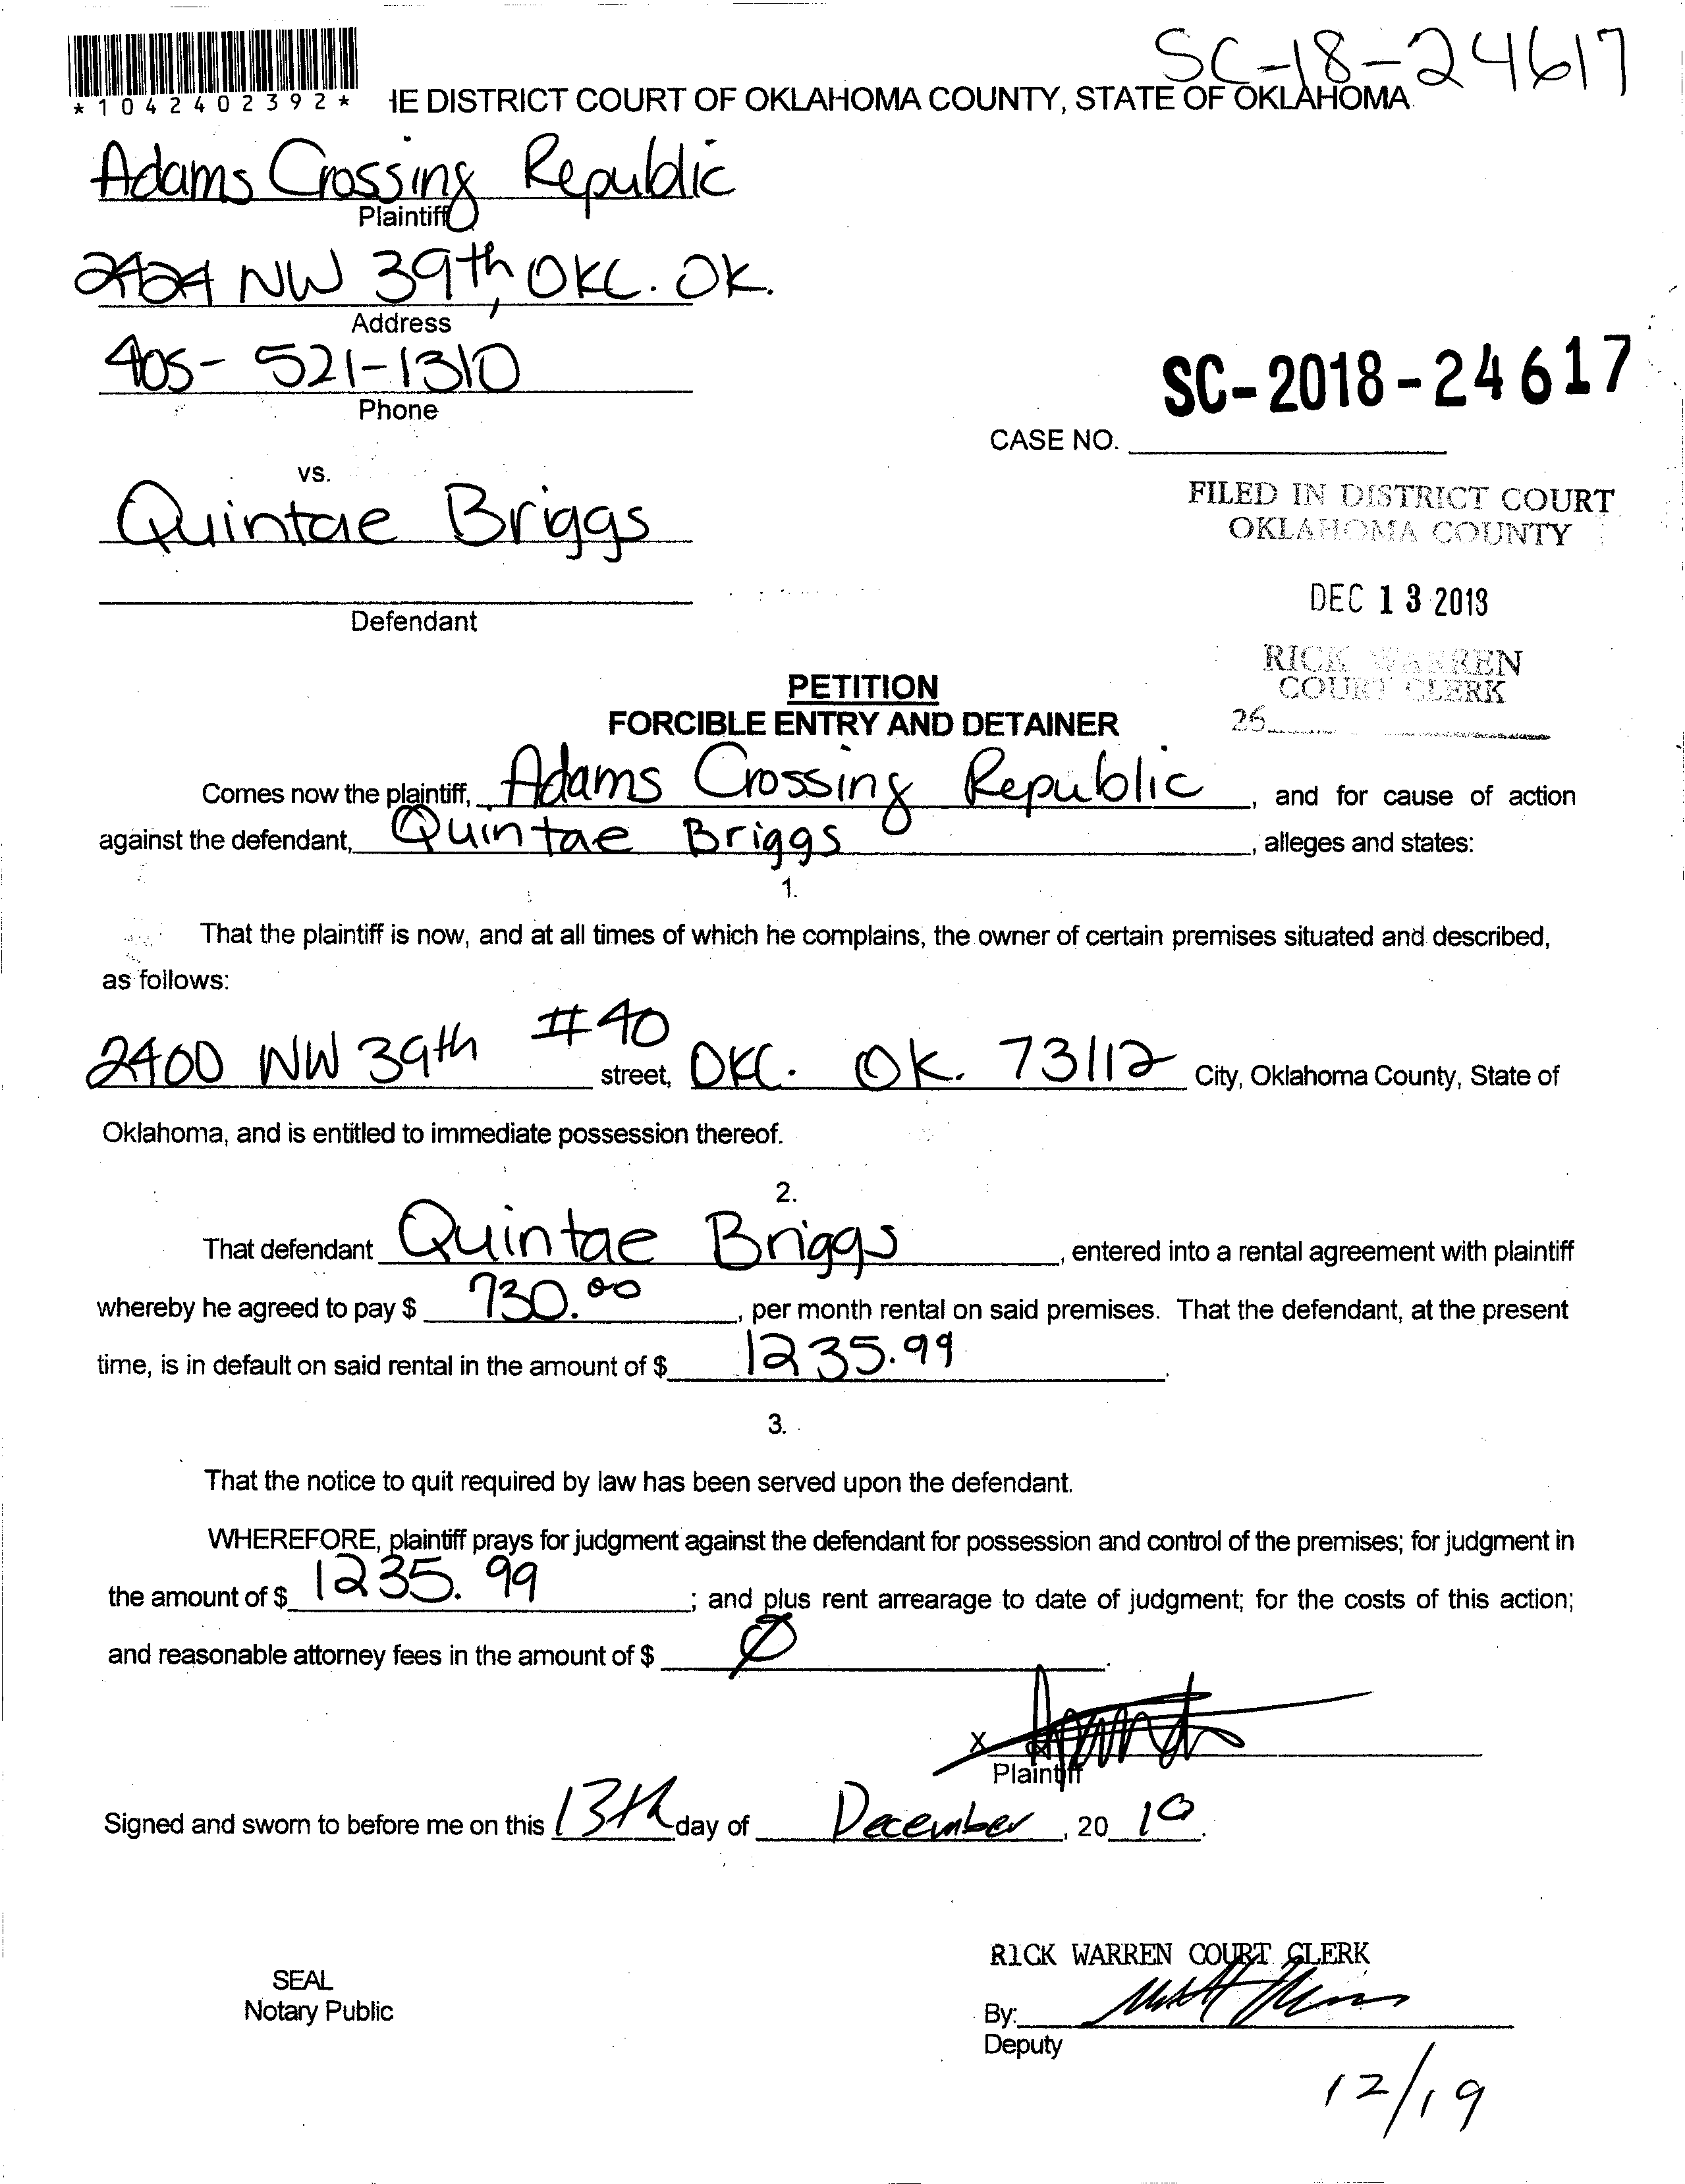 SC-18-24617
*1042402392* IE DISTRICT COURT OF OKLAHOMA COUNTY, STATE OF OKLAHOMA
Adams Crossing Republic
Plaintiff
2424 NW 39th, OKC. OK.
Address
405-521-1310
Phone
SC-2018-24617
CASE NO.
vs.
Quintae Briggs
FILED IN DISTRICT COURT
OKLAHOMA COUNTY
DEC 13 2018
Defendant
RICK WARREN
COURT CLERK
26
PETITION
FORCIBLE ENTRY AND DETAINER
Comes now the plaintiff, Adams Crossing Republic, and for cause of action
against the defendant, Quintae Briggs, alleges and states:
1.
That the plaintiff is now, and at all times of which he complains, the owner of certain premises situated and described,
as follows:
2400 NW 39th #40 street, OKC. OK. 73112 City, Oklahoma County, State of
Oklahoma, and is entitled to immediate possession thereof.
2.
That defendant Quintae Briggs, entered into a rental agreement with plaintiff
whereby he agreed to pay $ 730.00, per month rental on said premises. That the defendant, at the present
time, is in default on said rental in the amount of $ 1235.99.
3.
That the notice to quit required by law has been served upon the defendant.
WHEREFORE, plaintiff prays for judgment against the defendant for possession and control of the premises; for judgment in
the amount of $ 1235.99; and plus rent arrearage to date of judgment; for the costs of this action;
and reasonable attorney fees in the amount of $ Ø.
X
Plaintiff
Signed and sworn to before me on this 13th day of December, 20
RICK WARREN COURT CLERK
SEAL
Notary Public
By:
Deputy
12/19